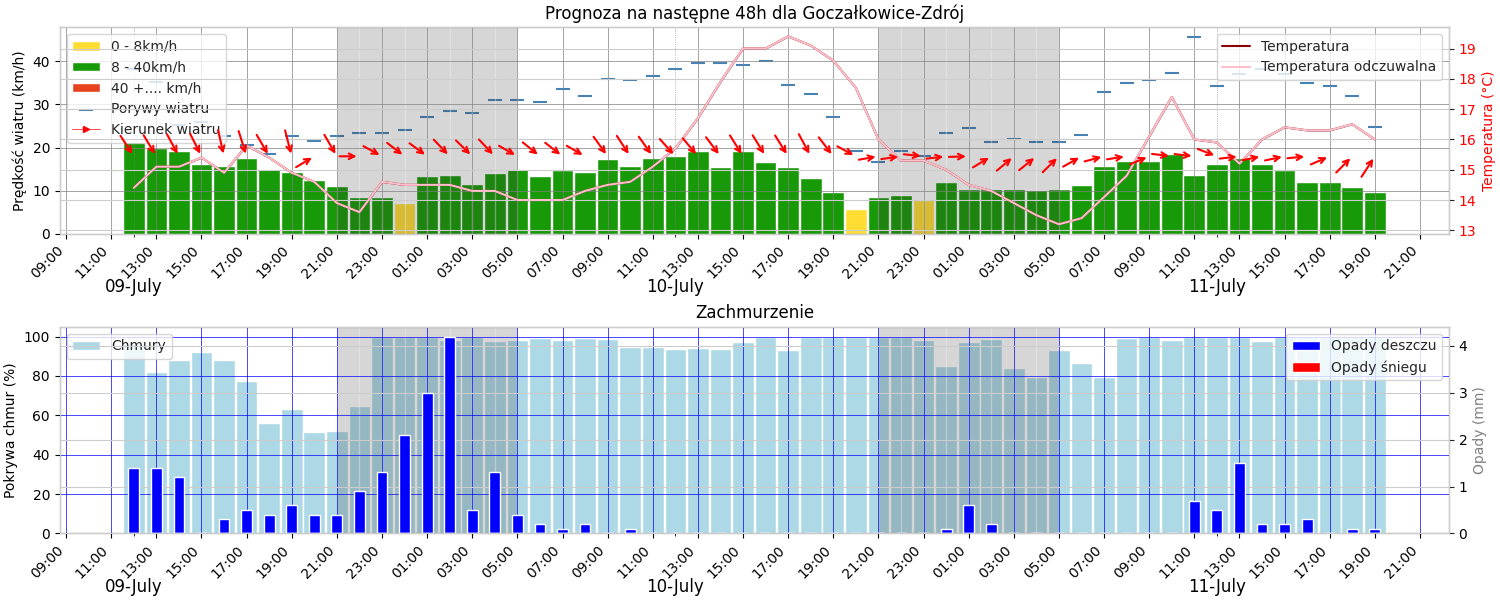 Prognoza na następne 48h dla Goczałkowice-Zdrój
0 - 8km/h
8 - 40km/h
40 +.... km/h
Porywy wiatru
Kierunek wiatru
Temperatura
Temperatura odczuwalna
Prędkość wiatru (km/h)
40
30
20
10
0
Temperatura (°C)
19
18
17
16
15
14
13
09:00 11:00 13:00 15:00 17:00 19:00 21:00 23:00 01:00 03:00 05:00 07:00 09:00 11:00 13:00 15:00 17:00 19:00 21:00 23:00 01:00 03:00 05:00 07:00 09:00 11:00 13:00 15:00 17:00 19:00 21:00
09-July 10-July 11-July
Zachmurzenie
Chmury
Opady deszczu
Opady śniegu
Pokrywa chmur (%)
100
80
60
40
20
0
Opady (mm)
4
3
2
1
0
09:00 11:00 13:00 15:00 17:00 19:00 21:00 23:00 01:00 03:00 05:00 07:00 09:00 11:00 13:00 15:00 17:00 19:00 21:00 23:00 01:00 03:00 05:00 07:00 09:00 11:00 13:00 15:00 17:00 19:00 21:00
09-July 10-July 11-July